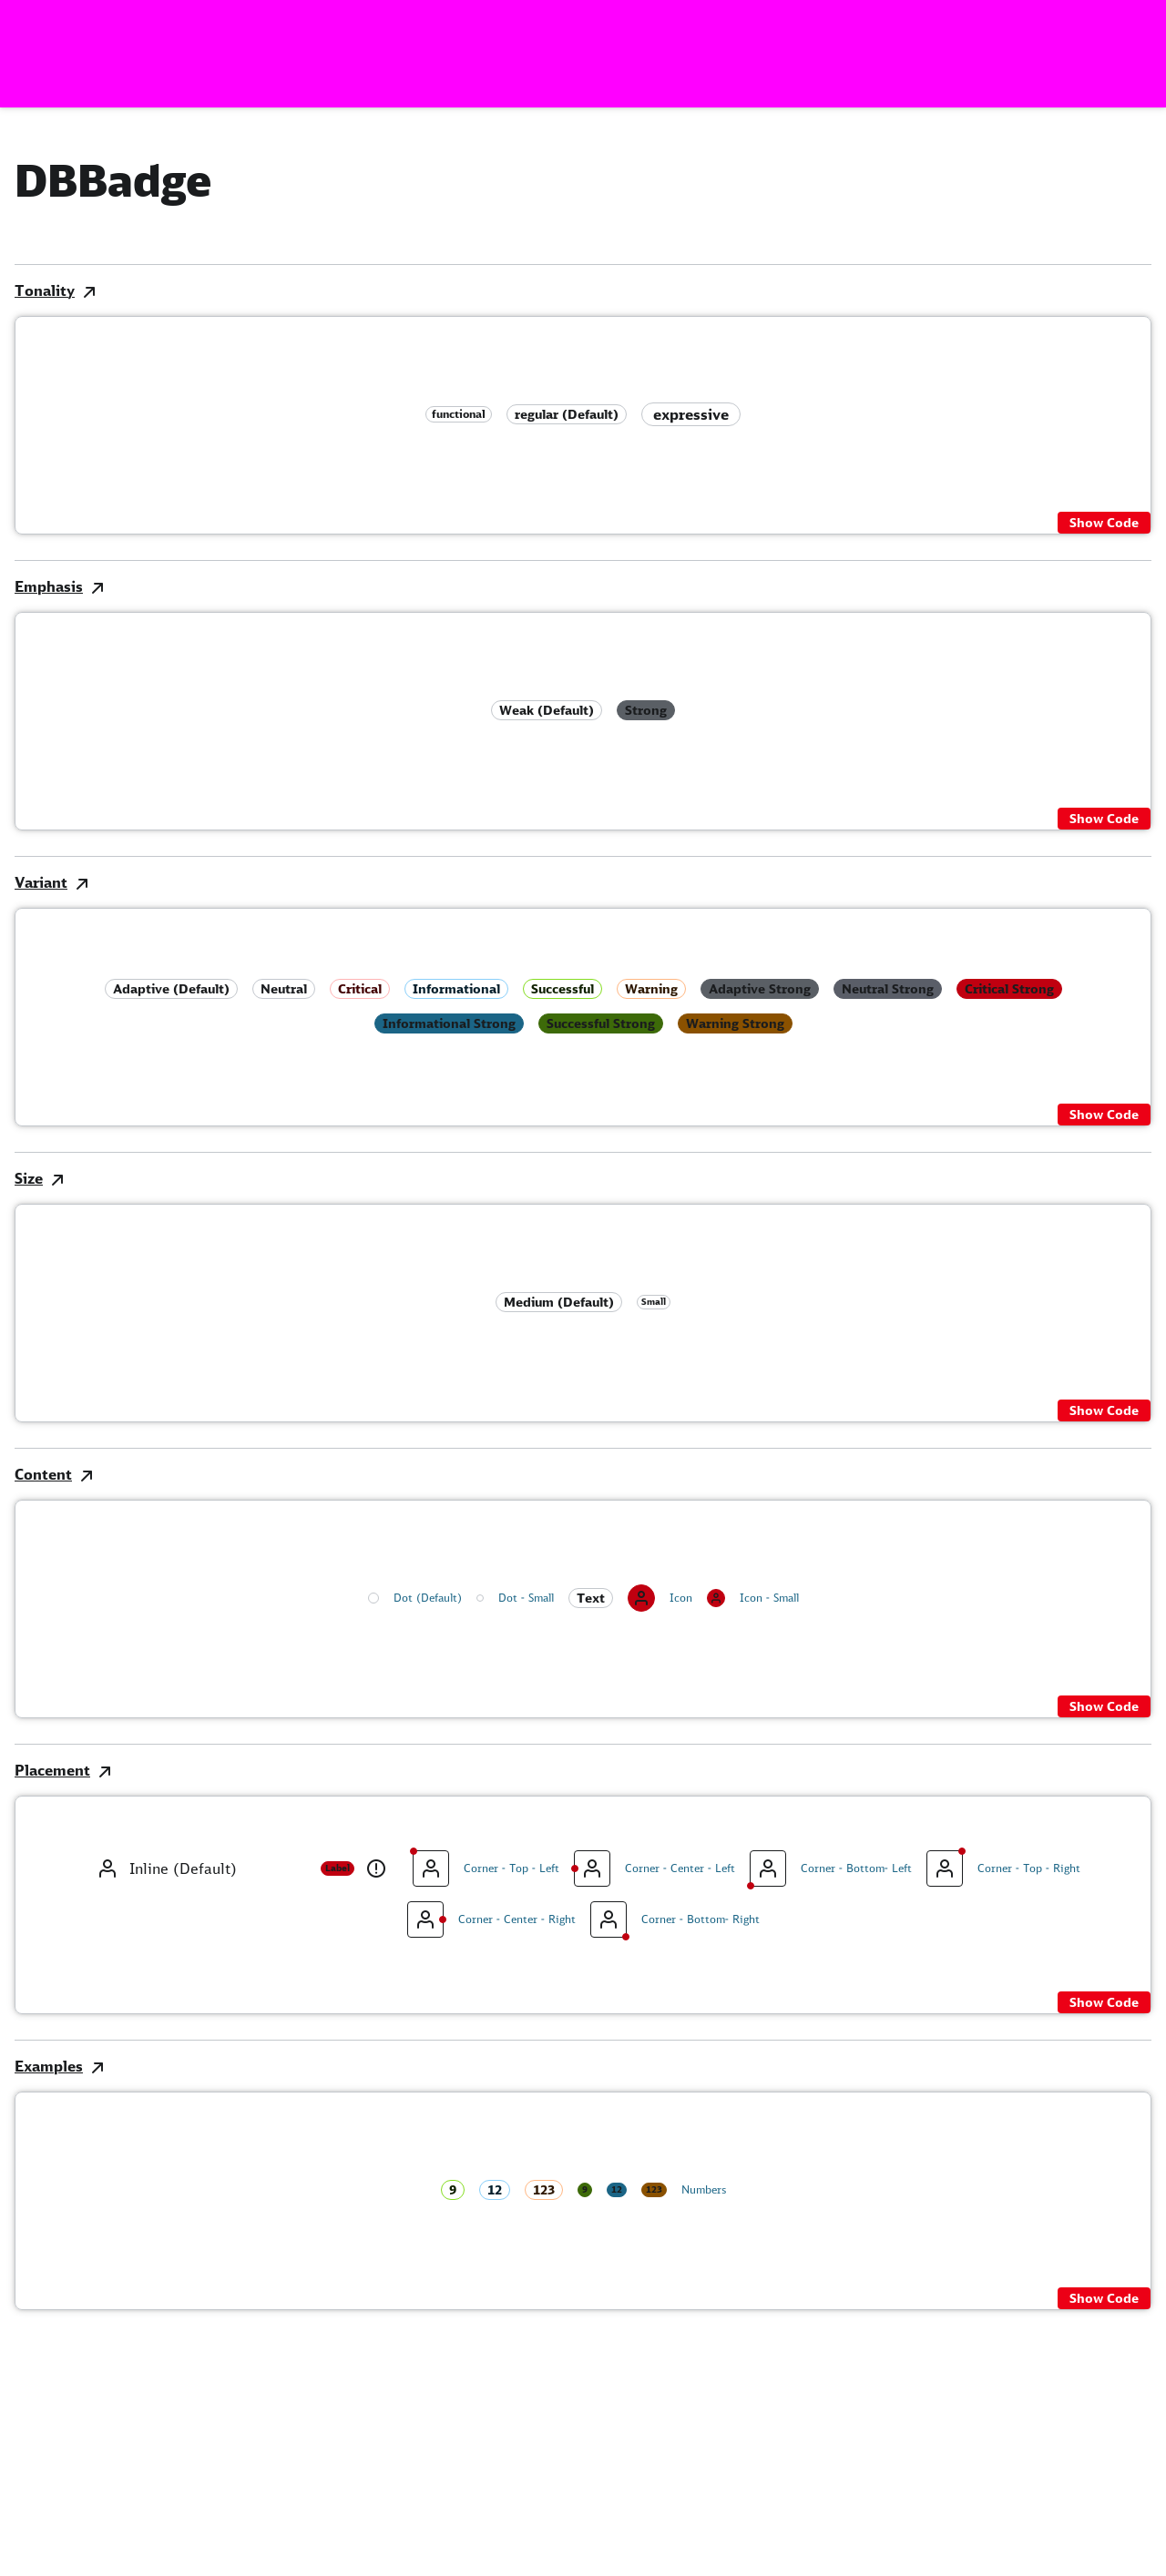 DBBadge
Tonality
functional regular (Default) expressive
Show Code
Emphasis
Weak (Default) Strong
Show Code
Variant
Adaptive (Default) Neutral Critical Informational Successful Warning Adaptive Strong Neutral Strong Critical Strong
Informational Strong Successful Strong Warning Strong
Show Code
Size
Medium (Default) Small
Show Code
Content
Dot (Default) Dot - Small Text Icon Icon - Small
Show Code
Placement
Inline (Default) Label Corner - Top - Left Corner - Center - Left Corner - Bottom- Left Corner - Top - Right
Corner - Center - Right Corner - Bottom- Right
Show Code
Examples
9 12 123 9 12 123 Numbers
Show Code